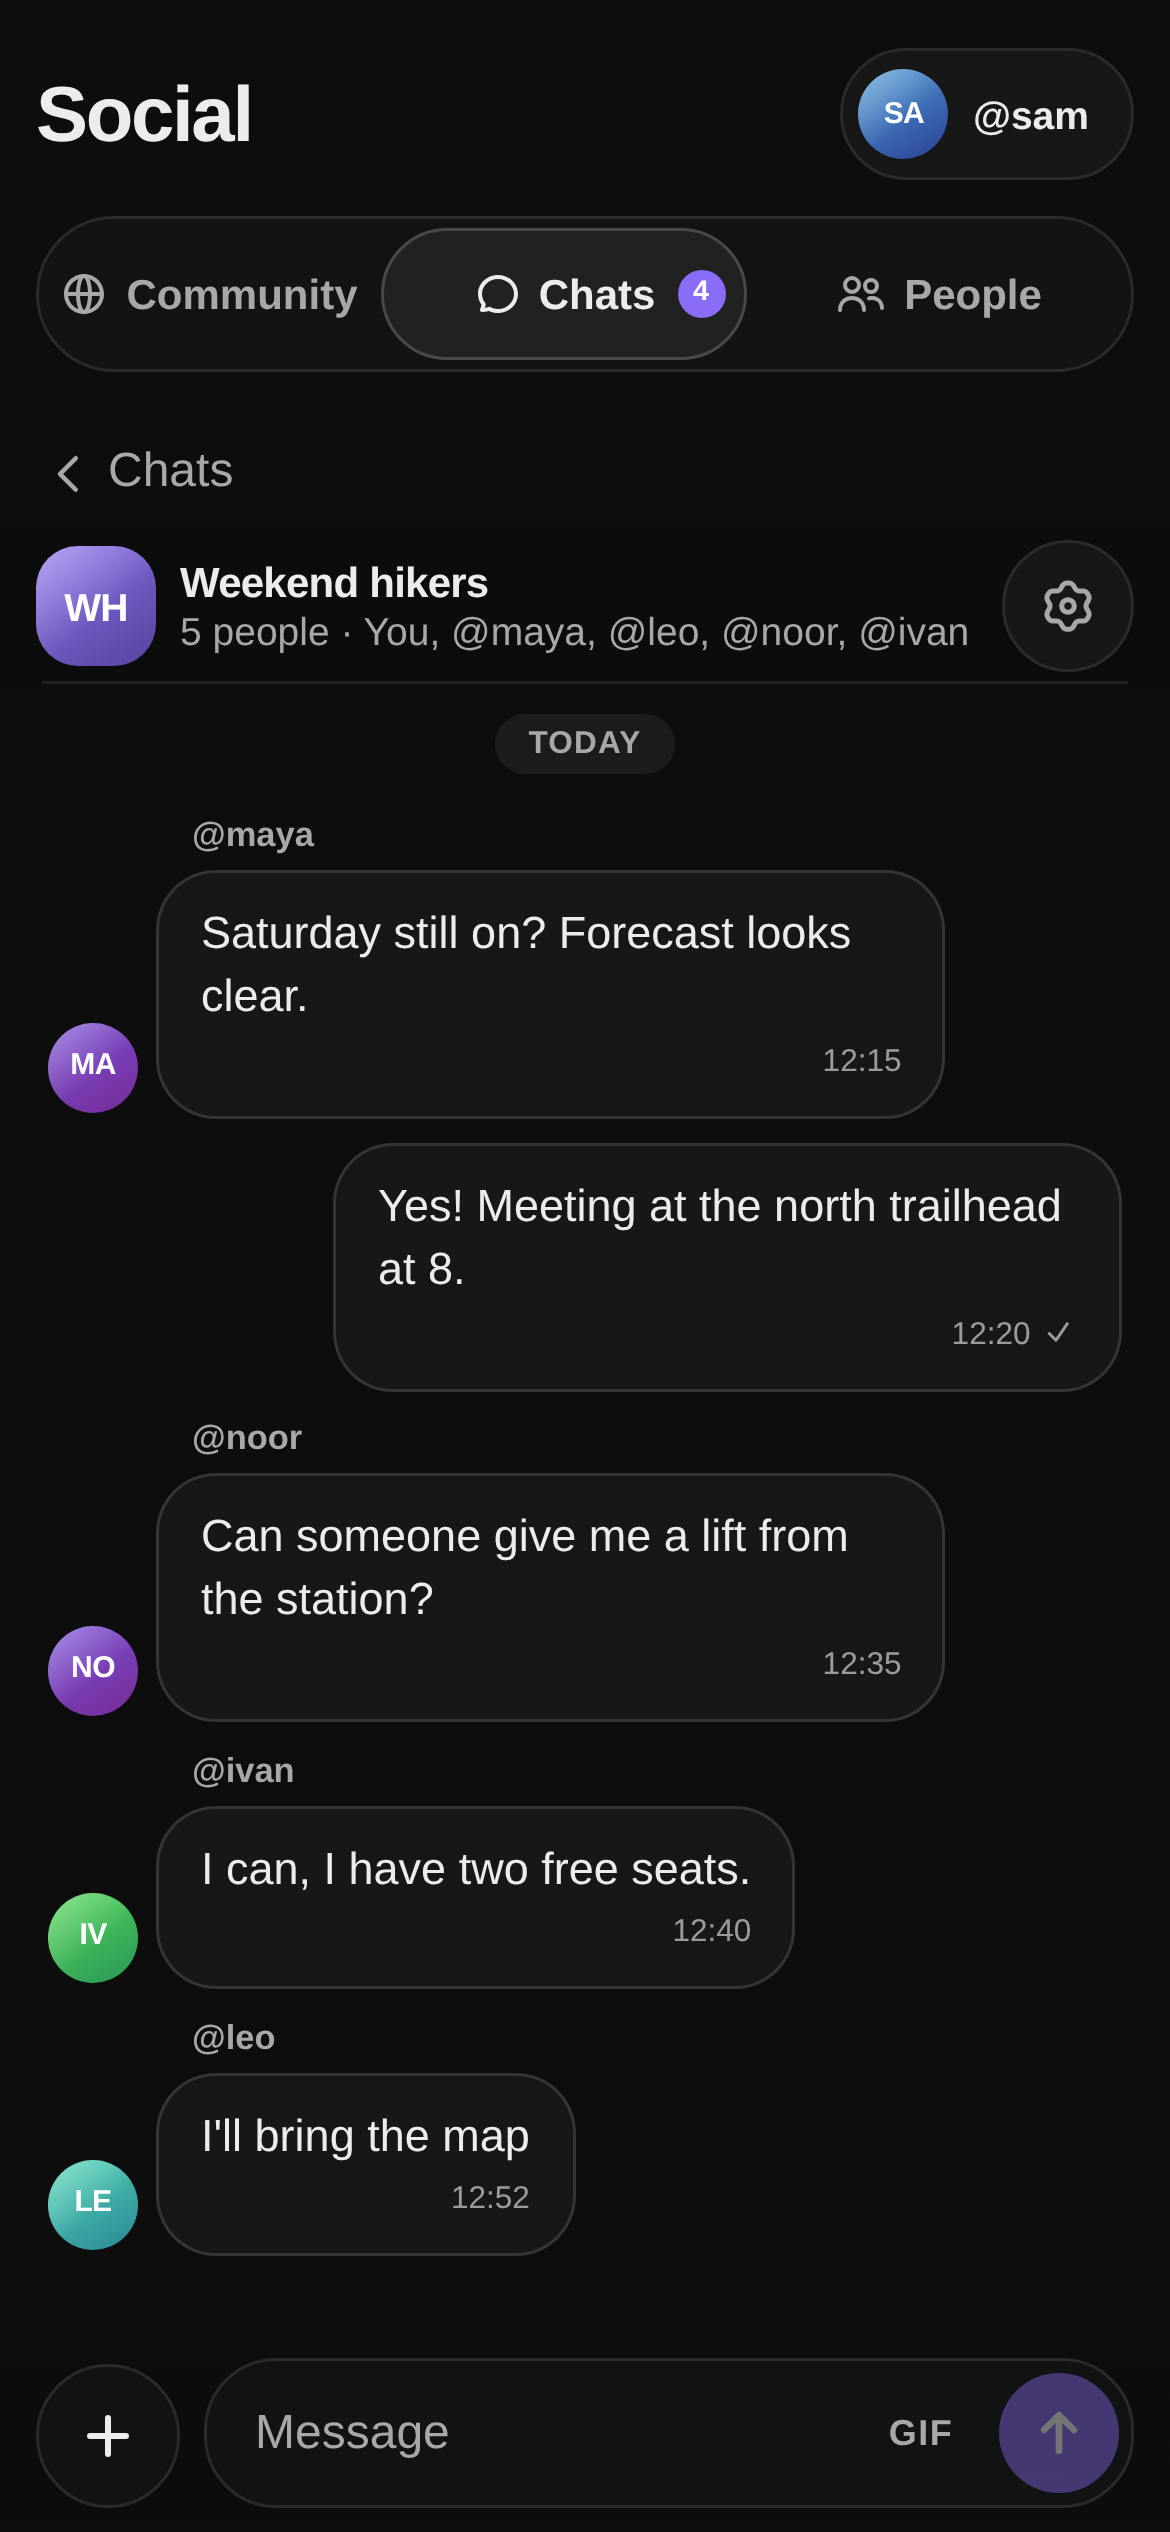 Social
SA
@sam
Community
Chats
4
People
Chats
WH
Weekend hikers
5 people · You, @maya, @leo, @noor, @ivan
TODAY
@maya
Saturday still on? Forecast looks
clear.
12:15
MA
Yes! Meeting at the north trailhead
at 8.
12:20
@noor
Can someone give me a lift from
the station?
12:35
NO
@ivan
I can, I have two free seats.
12:40
IV
@leo
I'll bring the map
12:52
LE
Message
GIF